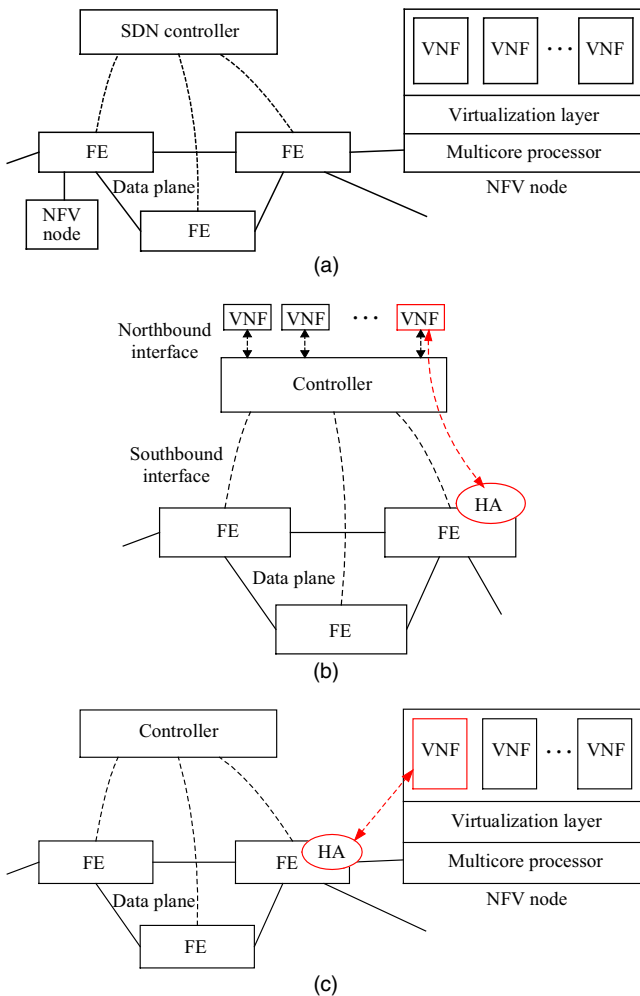 SDN controller
VNF VNF ··· VNF
Virtualization layer
Multicore processor
NFV node
FE FE
Data plane
NFV
node
FE
(a)
Northbound
interface
VNF VNF ··· VNF
Controller
Southbound
interface
HA
FE FE
Data plane
FE
(b)
Controller
VNF VNF ··· VNF
Virtualization layer
Multicore processor
NFV node
FE FE HA
Data plane
FE
(c)